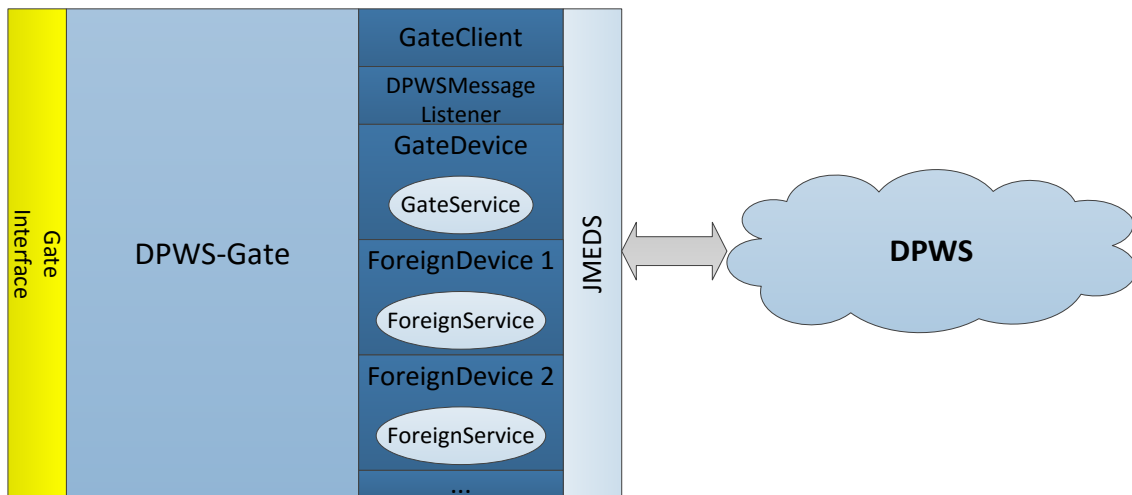 Gate
Interface
DPWS-Gate
GateClient
DPWSMessage
Listener
GateDevice
GateService
ForeignDevice 1
ForeignService
ForeignDevice 2
ForeignService
...
JMEDS
DPWS